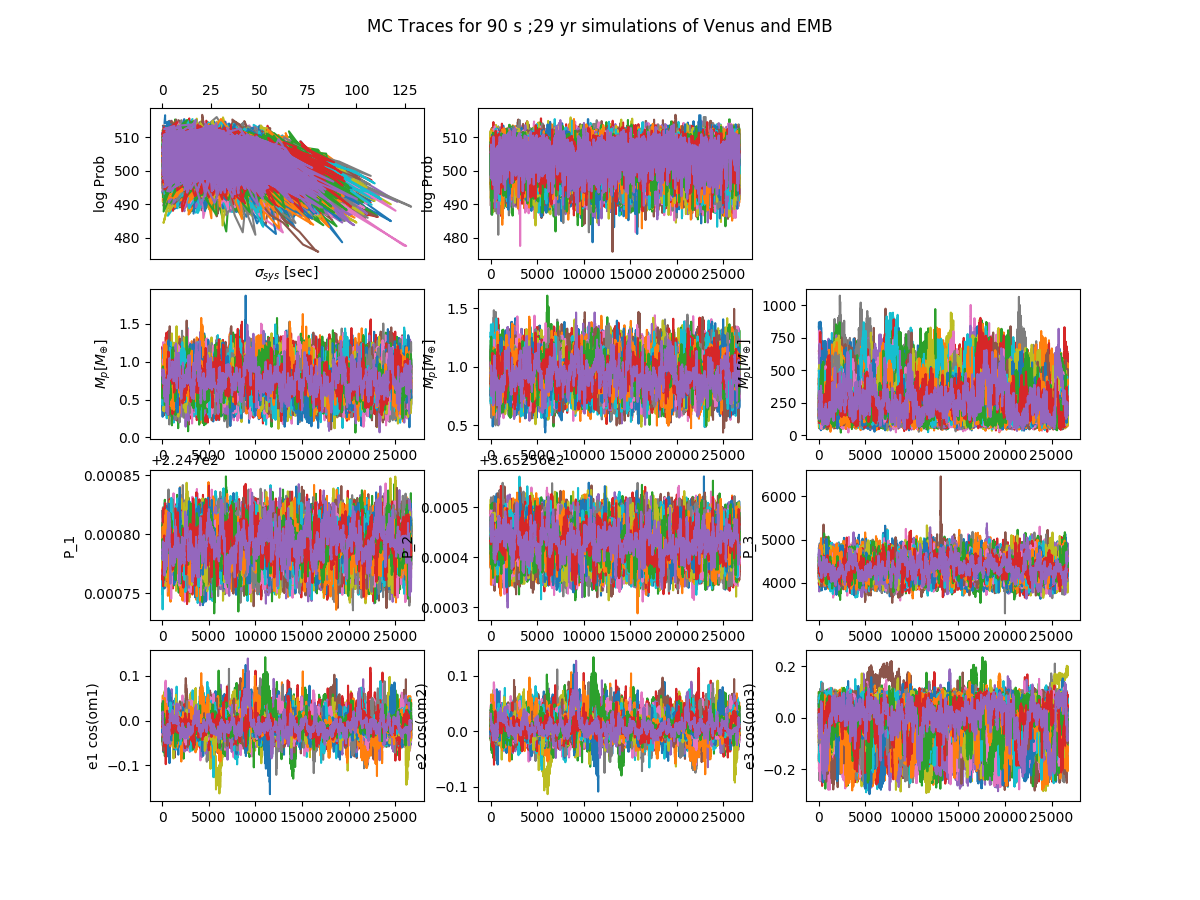 MC Traces for 90 s ;29 yr simulations of Venus and EMB
0 25 50 75 100 125
510
500
490
480
log Prob
σsys [sec]
510
500
490
480
log Prob
0 5000 10000 15000 20000 25000
1.5
1.0
0.5
0.0
Mp[M⊕]
0 5000 10000 15000 20000 25000
1.5
1.0
0.5
Mp[M⊕]
0 5000 10000 15000 20000 25000
1000
750
500
250
0
Mp[M⊕]
0 5000 10000 15000 20000 25000
+2.247e2
0.00085
0.00080
0.00075
P_1
0 5000 10000 15000 20000 25000
+3.65256e2
0.0005
0.0004
0.0003
P_2
0 5000 10000 15000 20000 25000
6000
5000
4000
P_3
0 5000 10000 15000 20000 25000
0.1
0.0
−0.1
e1 cos(om1)
0 5000 10000 15000 20000 25000
0.1
0.0
−0.1
e2 cos(om2)
0 5000 10000 15000 20000 25000
0.2
0.0
−0.2
e3 cos(om3)
0 5000 10000 15000 20000 25000